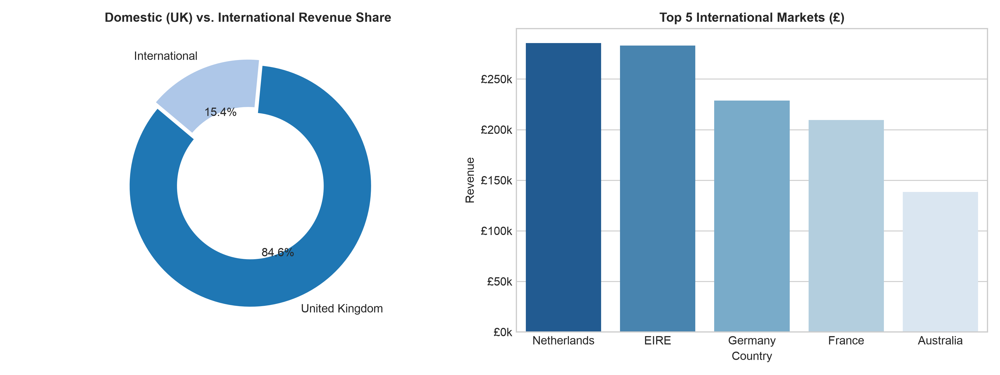 Domestic (UK) vs. International Revenue Share
International
15.4%
84.6%
United Kingdom
Top 5 International Markets (£)
Revenue
£250k
£200k
£150k
£100k
£50k
£0k
Netherlands EIRE Germany France Australia
Country